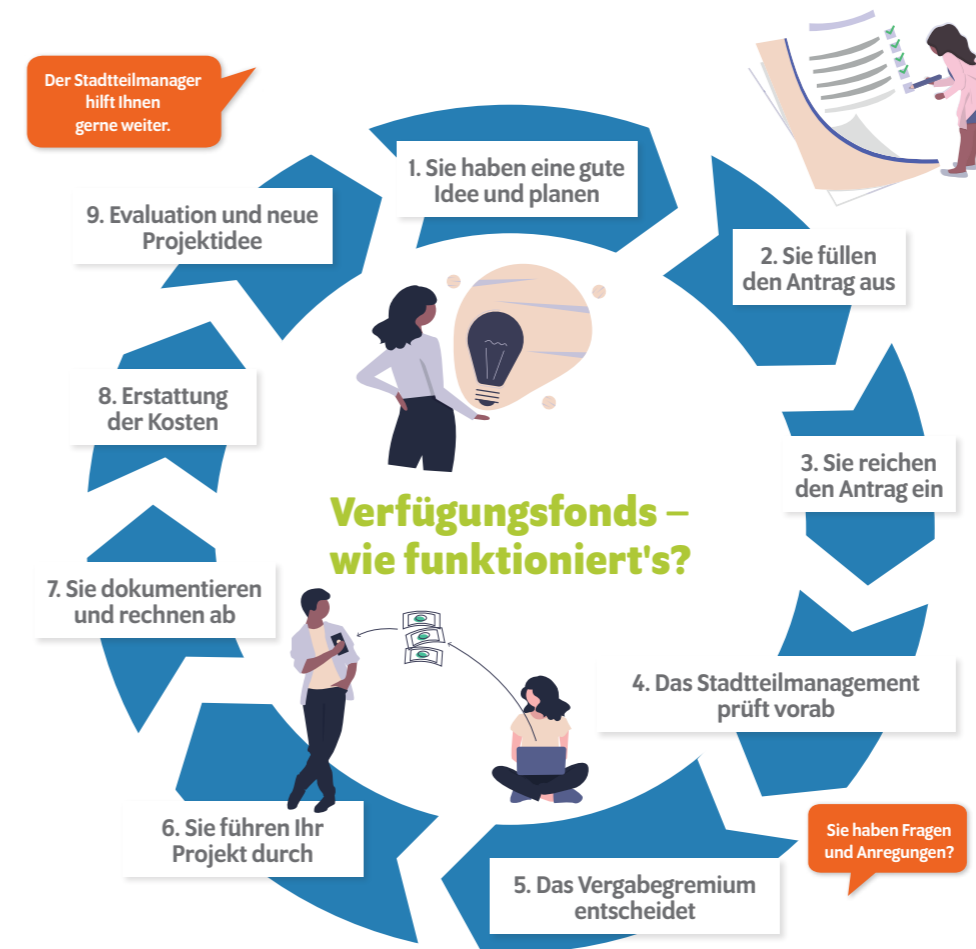 Der Stadtteilmanager
hilft Ihnen
gerne weiter.
1. Sie haben eine gute
Idee und planen
2. Sie füllen
den Antrag aus
3. Sie reichen
den Antrag ein
4. Das Stadtteilmanagement
prüft vorab
5. Das Vergabegremium
entscheidet
6. Sie führen Ihr
Projekt durch
7. Sie dokumentieren
und rechnen ab
8. Erstattung
der Kosten
9. Evaluation und neue
Projektidee
Verfügungsfonds –
wie funktioniert's?
Sie haben Fragen
und Anregungen?